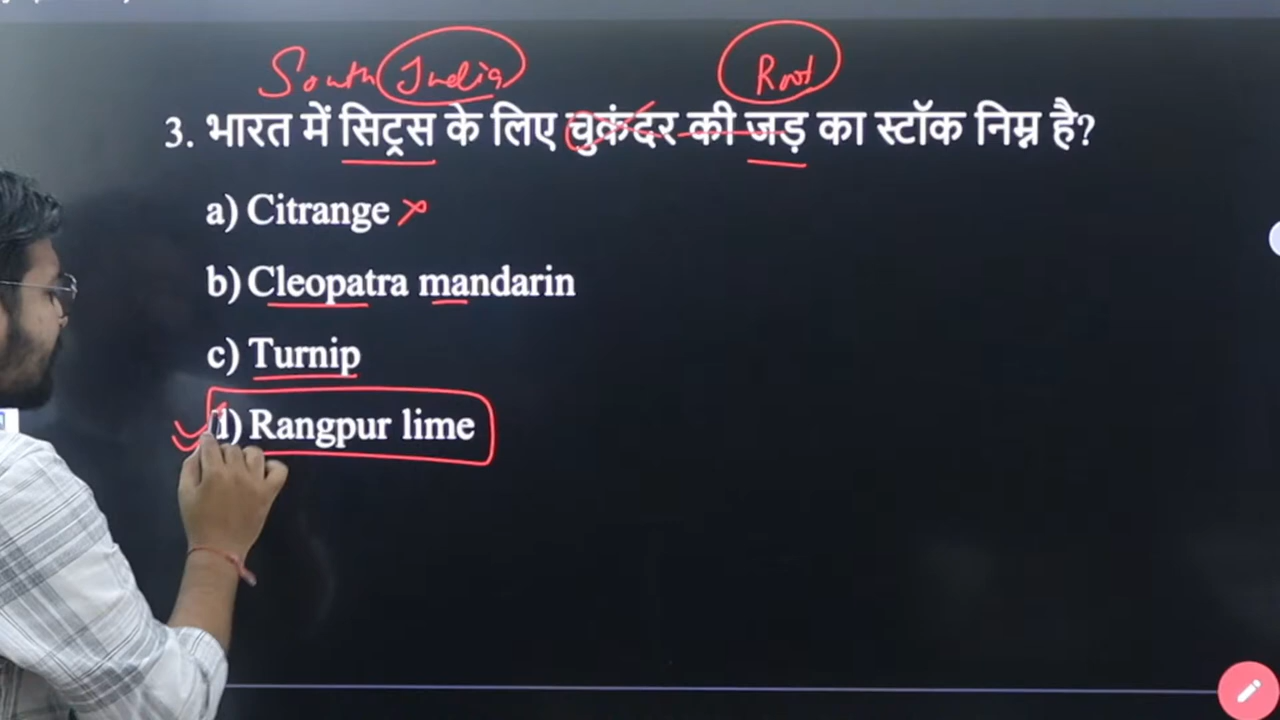 South India Root
3. भारत में सिट्रस के लिए चुकंदर की जड़ का स्टॉक निम्न है?
a) Citrange
b) Cleopatra mandarin
c) Turnip
d) Rangpur lime